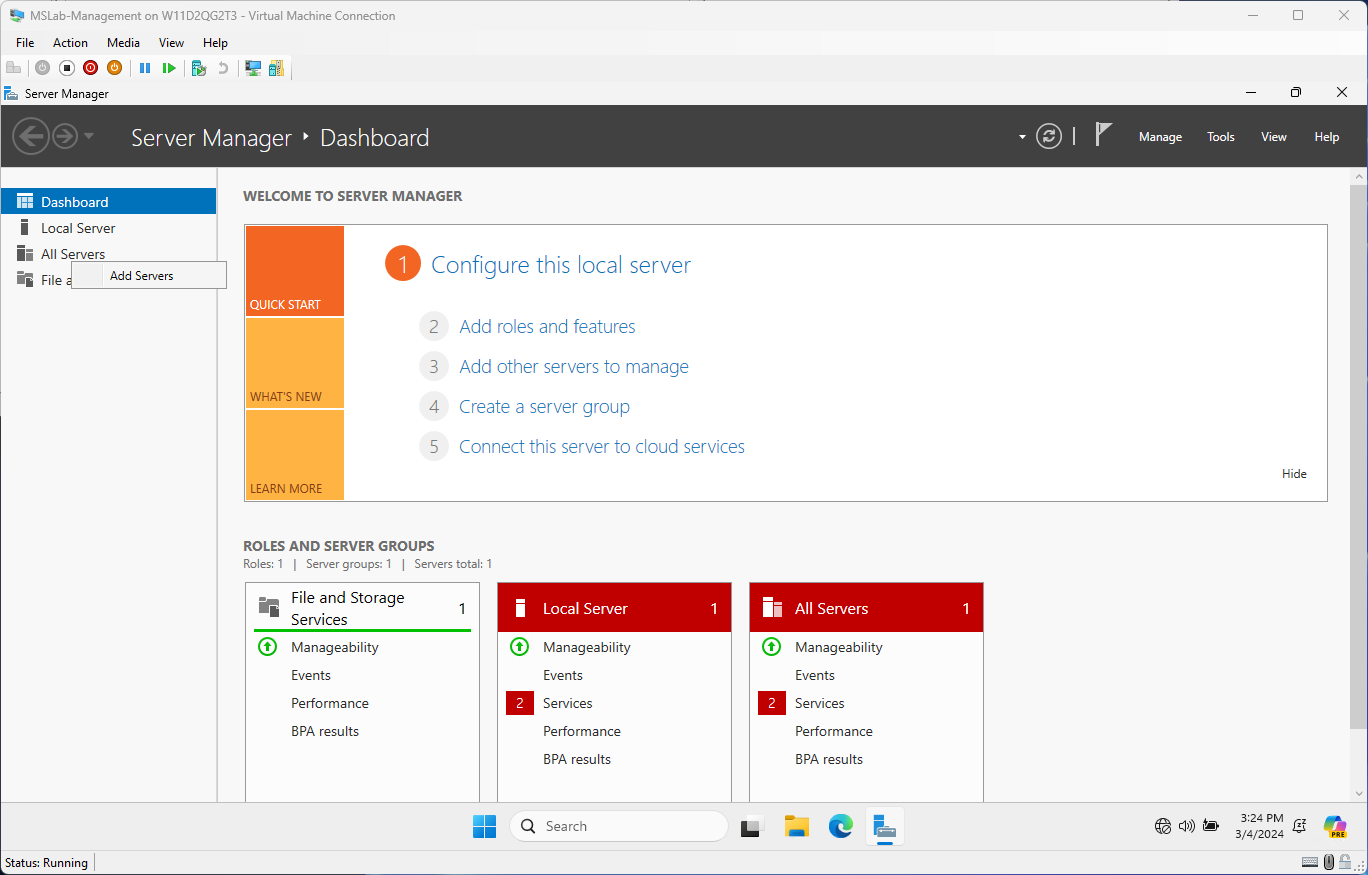 MSLab-Management on W11D2QG2T3 - Virtual Machine Connection
File Action Media View Help
Server Manager
Server Manager Dashboard
Manage Tools View Help
Dashboard
Local Server
All Servers
File a
Add Servers
WELCOME TO SERVER MANAGER
QUICK START
WHAT'S NEW
LEARN MORE
1 Configure this local server
2 Add roles and features
3 Add other servers to manage
4 Create a server group
5 Connect this server to cloud services
Hide
ROLES AND SERVER GROUPS
Roles: 1 | Server groups: 1 | Servers total: 1
File and Storage
Services
1
Manageability
Events
Performance
BPA results
Local Server 1
Manageability
Events
2 Services
Performance
BPA results
All Servers 1
Manageability
Events
2 Services
Performance
BPA results
Search
3:24 PM
3/4/2024
PRE
Status: Running